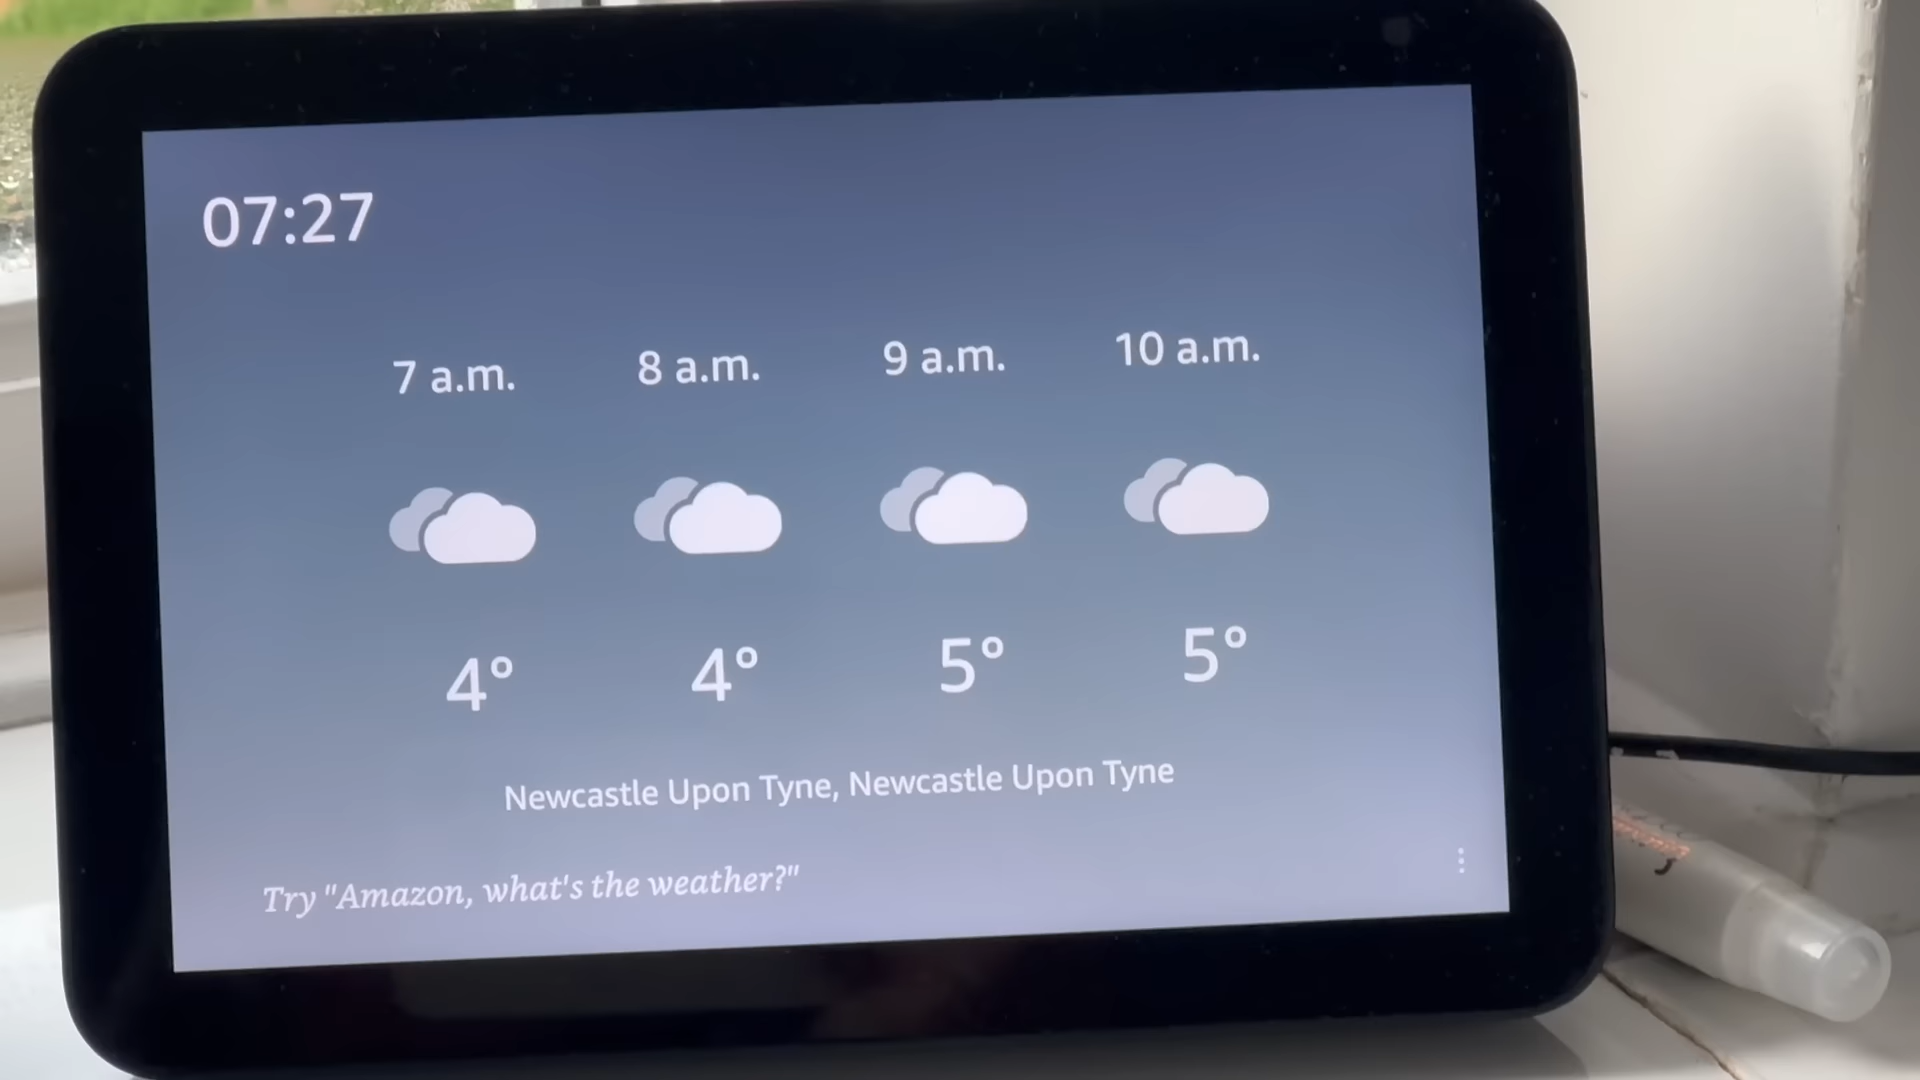 07:27
7 a.m. 8 a.m. 9 a.m. 10 a.m.
4° 4° 5° 5°
Newcastle Upon Tyne, Newcastle Upon Tyne
Try "Amazon, what's the weather?"